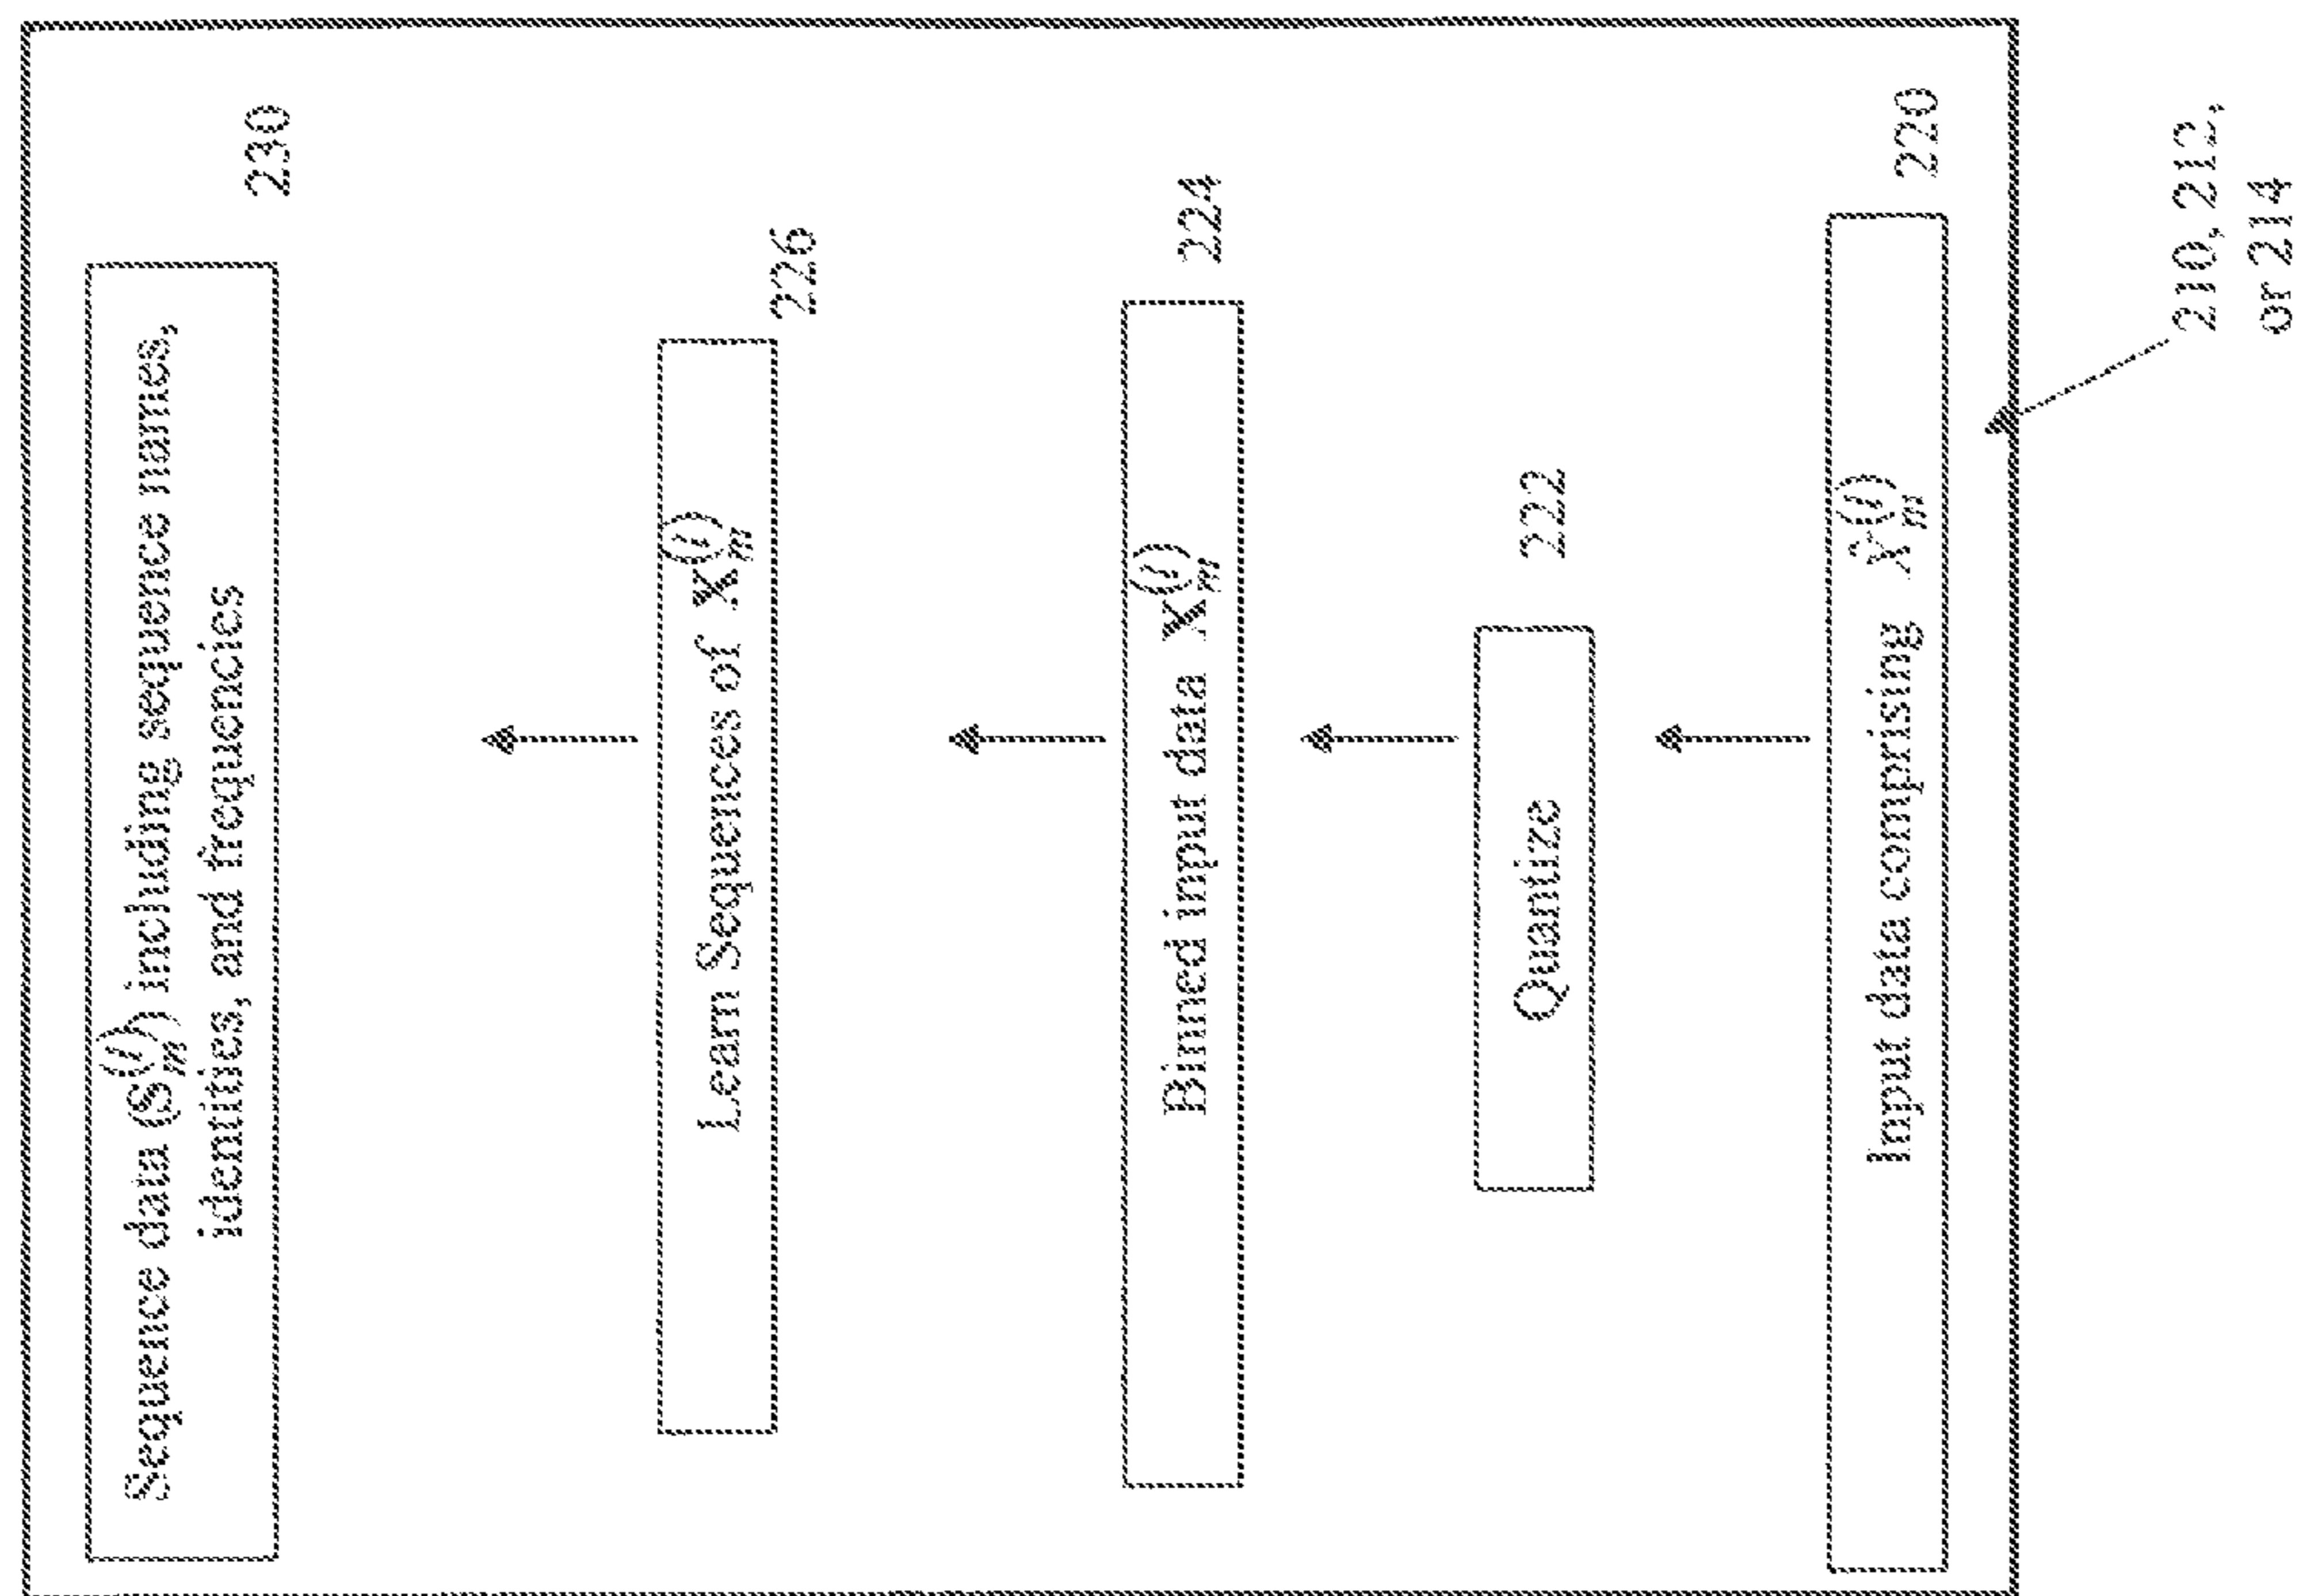 Sequence data (S_m^(l)) including sequence names,
identities, and frequencies
230
Learn Sequences of X_m^(l)
226
Binned input data X_m^(l)
224
Quantize
222
Input data comprising X_m^(l)
220
210, 212,
or 214